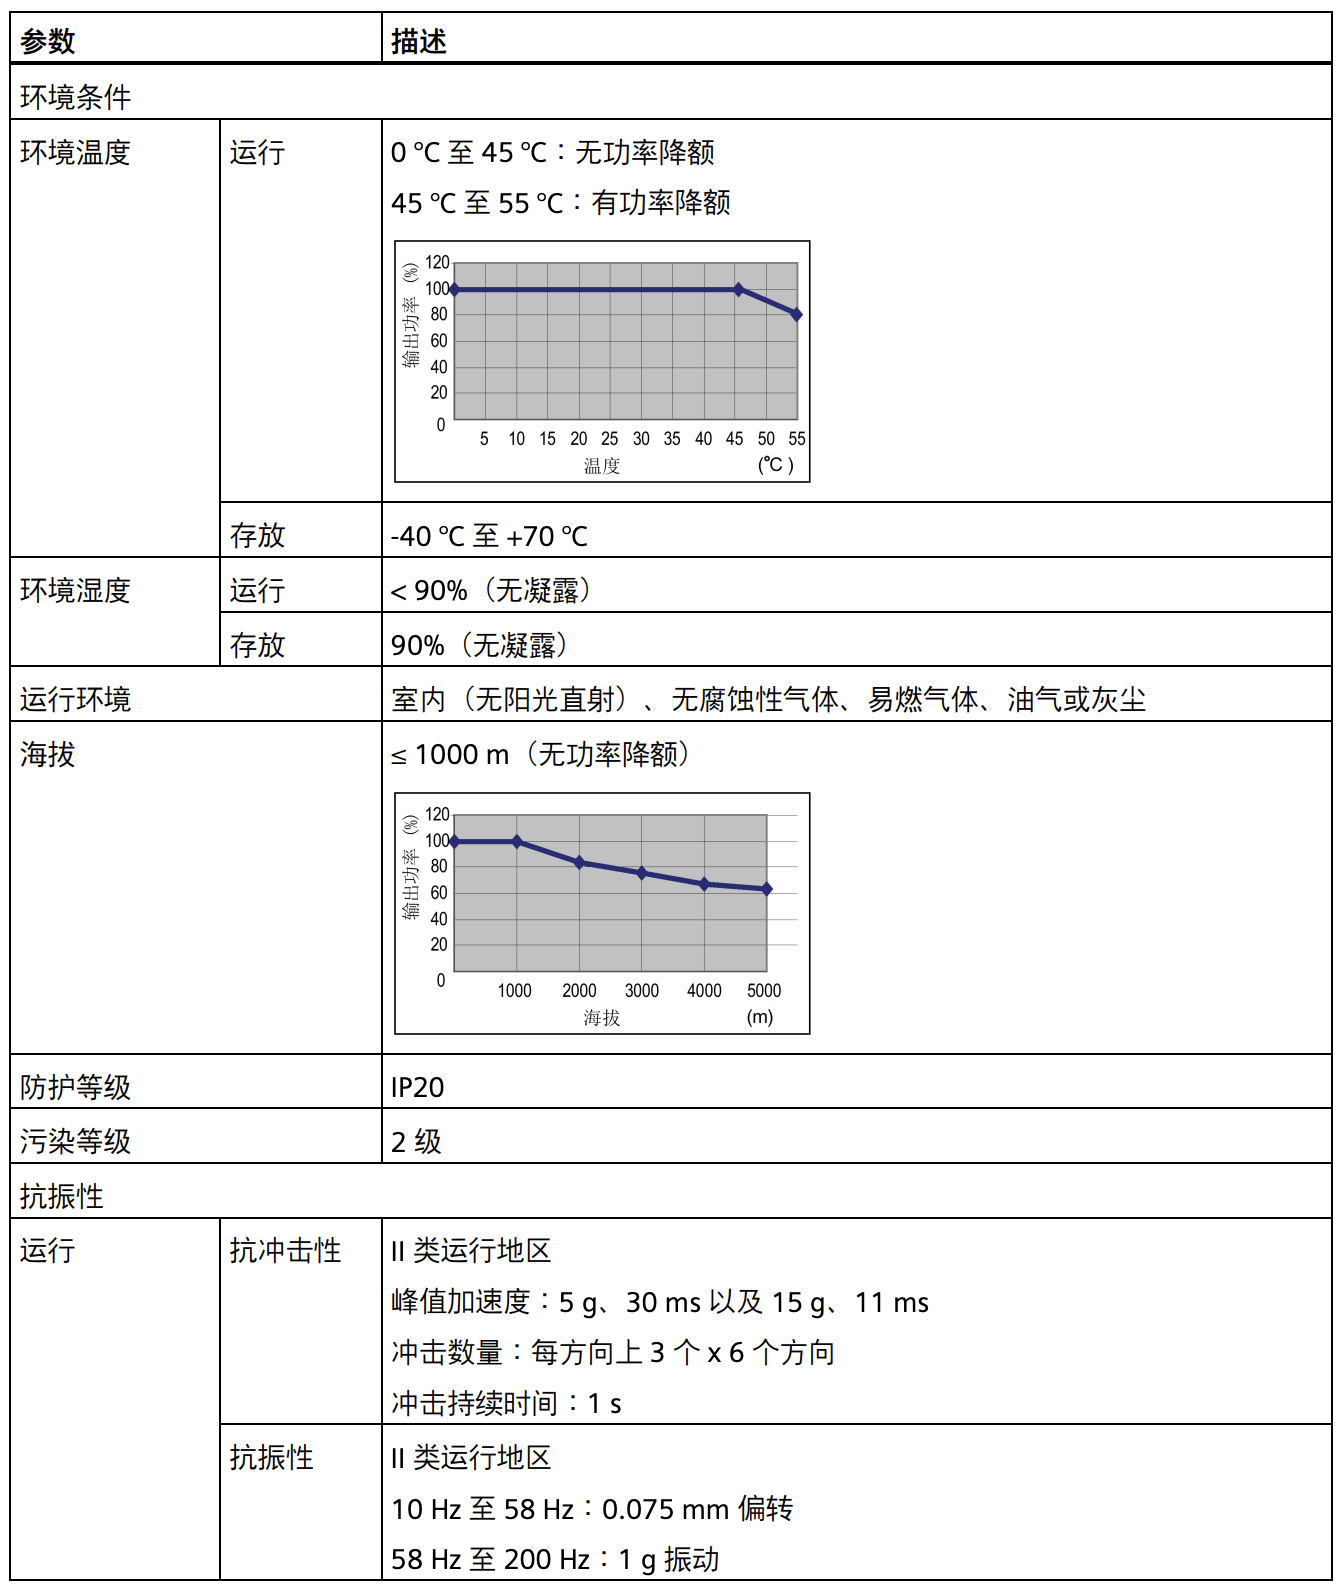 参数 描述
环境条件
环境温度 运行 0 °C 至 45 °C：无功率降额
45 °C 至 55 °C：有功率降额
输出功率 (%)
120
100
80
60
40
20
0
5 10 15 20 25 30 35 40 45 50 55
温度 (°C )
存放 -40 °C 至 +70 °C
环境湿度 运行 < 90%（无凝露）
存放 90%（无凝露）
运行环境 室内（无阳光直射）、无腐蚀性气体、易燃气体、油气或灰尘
海拔 ≤ 1000 m（无功率降额）
输出功率 (%)
120
100
80
60
40
20
0
1000 2000 3000 4000 5000
海拔 (m)
防护等级 IP20
污染等级 2 级
抗振性
运行 抗冲击性 II 类运行地区
峰值加速度：5 g、30 ms 以及 15 g、11 ms
冲击数量：每方向上 3 个 x 6 个方向
冲击持续时间：1 s
抗振性 II 类运行地区
10 Hz 至 58 Hz：0.075 mm 偏转
58 Hz 至 200 Hz：1 g 振动